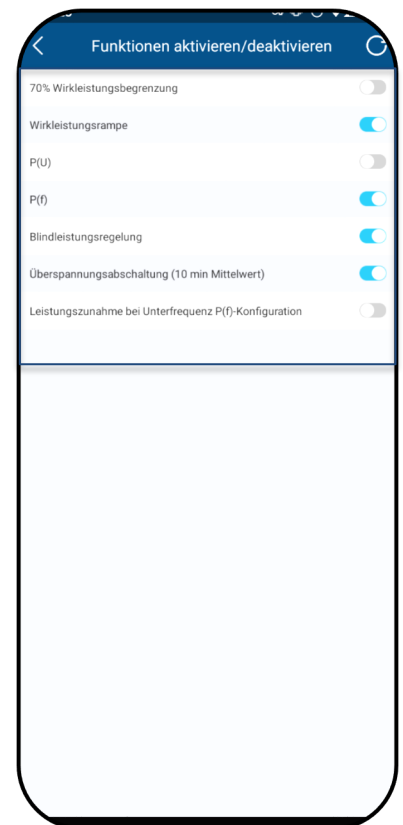 Funktionen aktivieren/deaktivieren
70% Wirkleistungsbegrenzung
Wirkleistungsrampe
P(U)
P(f)
Blindleistungsregelung
Überspannungsabschaltung (10 min Mittelwert)
Leistungszunahme bei Unterfrequenz P(f)-Konfiguration